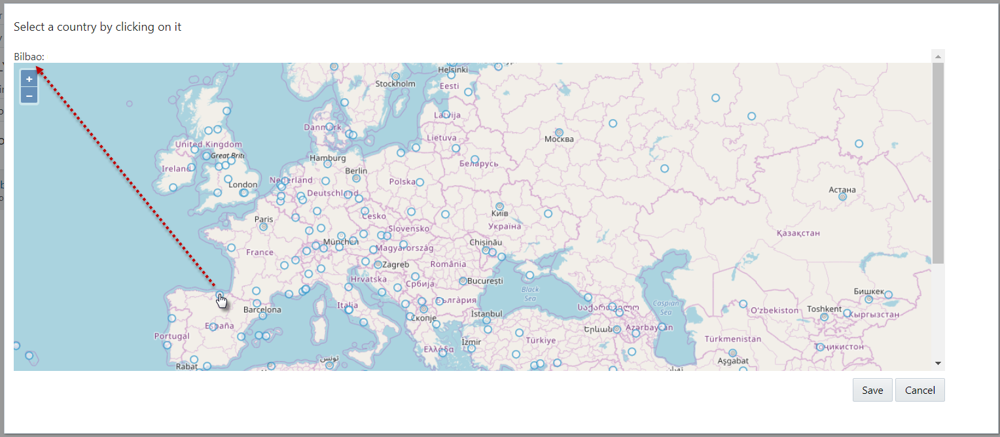 Select a country by clicking on it
Bilbao:
+
−
Helsinki
Stockholm
Eesti
Latvija
Danmark
Lietuva
Москва
United Kingdom
Great Brit
Hamburg
Беларусь
Ireland
Berlin
Nederland
Polska
London
Deutschland
Астана
Paris
Česko
Київ
Україна
Slovensko
Қазақстан
München
Magyarország
Chișinău
France
Zagreb
România
Hrvatska
Србија
București
Black
Sea
Бишкек
Italia
България
Barcelona
Istanbul
საქართველო
Caspian
Sea
Toshkent
Oʻzbekistan
Кыргызстан
España
Скопје
Azərbaycan
Portugal
Երևան
İzmir
Türkiye
Türkmenistan
Ελλάδα
Тоҷикистон
تونس
Aşgabat
Rabat
Save
Cancel